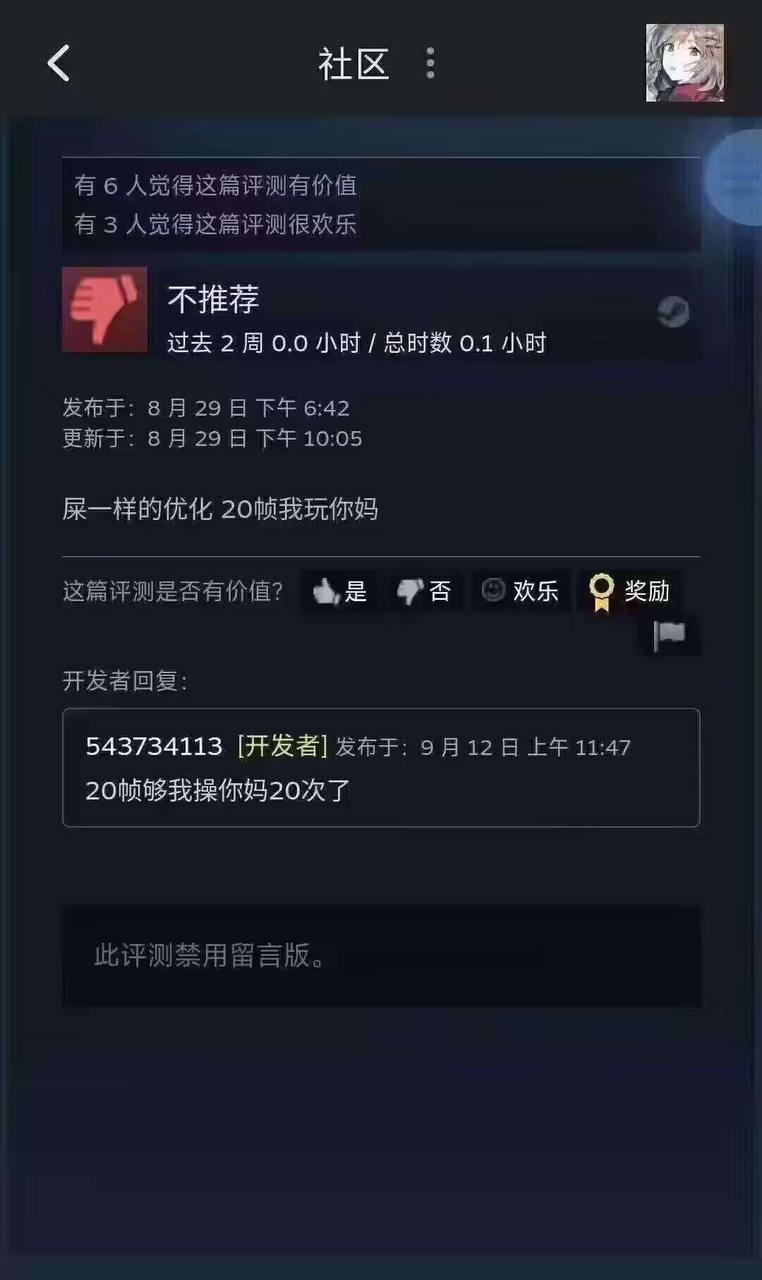 社区
有 6 人觉得这篇评测有价值
有 3 人觉得这篇评测很欢乐
不推荐
过去 2 周 0.0 小时 / 总时数 0.1 小时
发布于：8 月 29 日 下午 6:42
更新于：8 月 29 日 下午 10:05
屎一样的优化 20帧我玩你妈
这篇评测是否有价值？ 是 否 欢乐 奖励
开发者回复：
543734113 [开发者] 发布于：9 月 12 日 上午 11:47
20帧够我操你妈20次了
此评测禁用留言版。